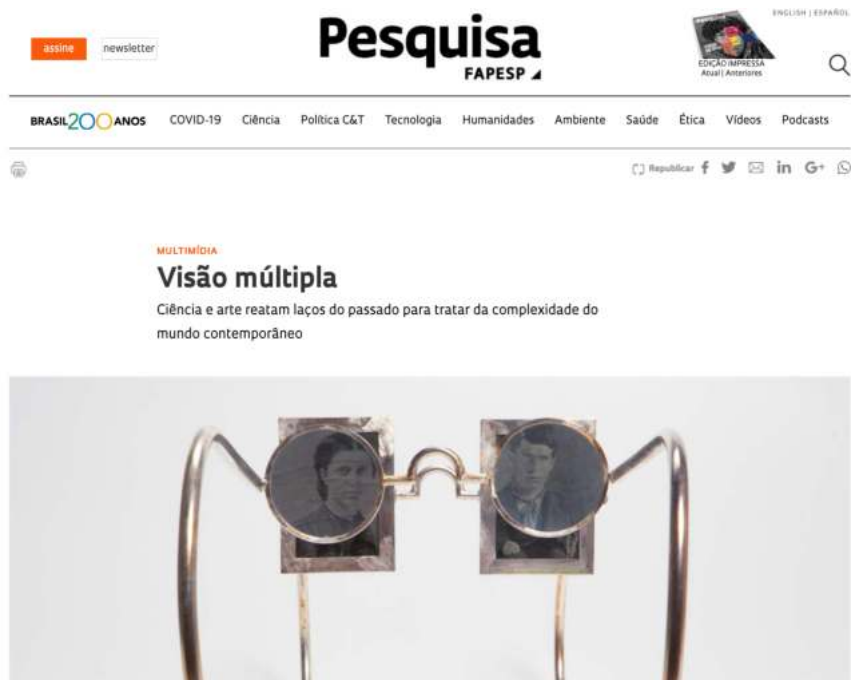 ENGLISH | ESPAÑOL
assine newsletter
Pesquisa
FAPESP
EDIÇÃO IMPRESSA
Atual | Anteriores
BRASIL 200 ANOS COVID-19 Ciência Política C&T Tecnologia Humanidades Ambiente Saúde Ética Vídeos Podcasts
Republicar
MULTIMÍDIA
Visão múltipla
Ciência e arte reatam laços do passado para tratar da complexidade do
mundo contemporâneo